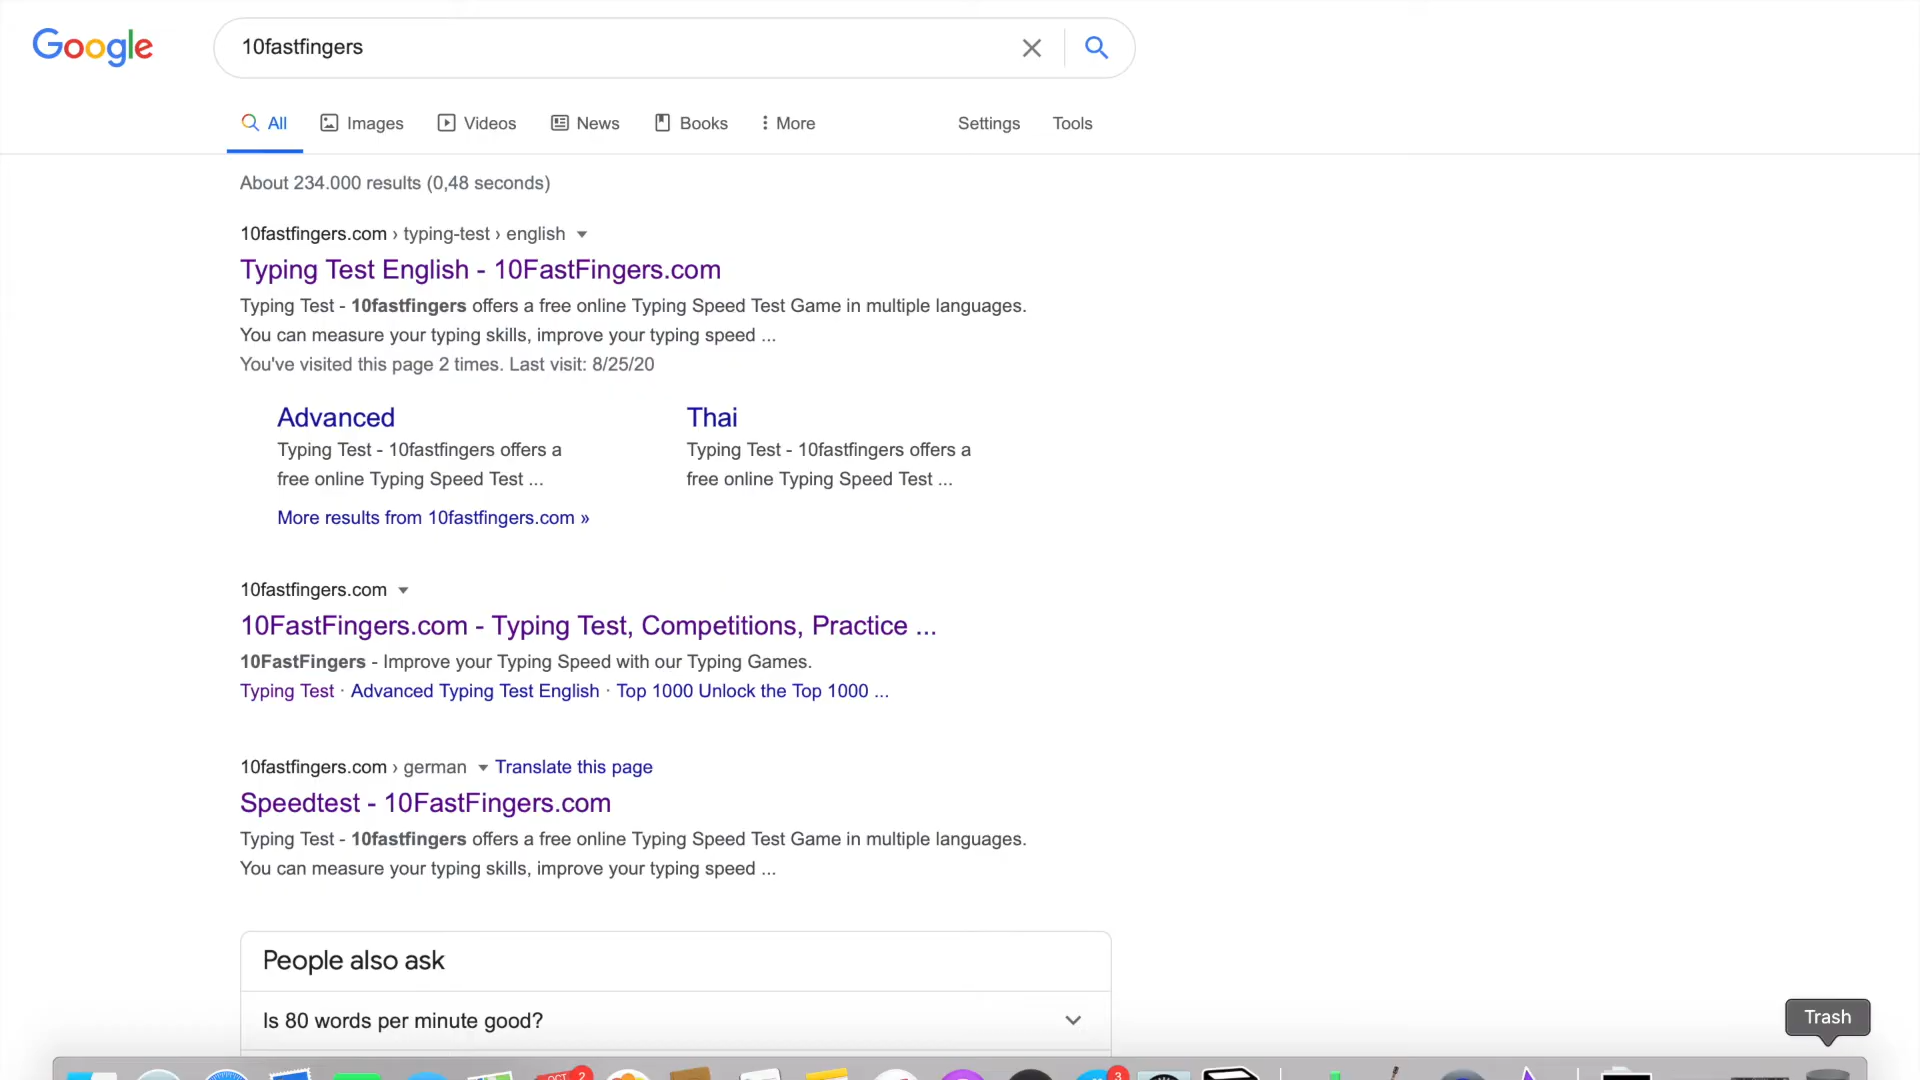 Google
10fastfingers
All Images Videos News Books More Settings Tools
About 234.000 results (0,48 seconds)
10fastfingers.com › typing-test › english
Typing Test English - 10FastFingers.com
Typing Test - 10fastfingers offers a free online Typing Speed Test Game in multiple languages.
You can measure your typing skills, improve your typing speed ...
You've visited this page 2 times. Last visit: 8/25/20
Advanced
Typing Test - 10fastfingers offers a
free online Typing Speed Test ...
Thai
Typing Test - 10fastfingers offers a
free online Typing Speed Test ...
More results from 10fastfingers.com »
10fastfingers.com
10FastFingers.com - Typing Test, Competitions, Practice ...
10FastFingers - Improve your Typing Speed with our Typing Games.
Typing Test · Advanced Typing Test English · Top 1000 Unlock the Top 1000 ...
10fastfingers.com › german Translate this page
Speedtest - 10FastFingers.com
Typing Test - 10fastfingers offers a free online Typing Speed Test Game in multiple languages.
You can measure your typing skills, improve your typing speed ...
People also ask
Is 80 words per minute good?
Trash
OCT 2
3